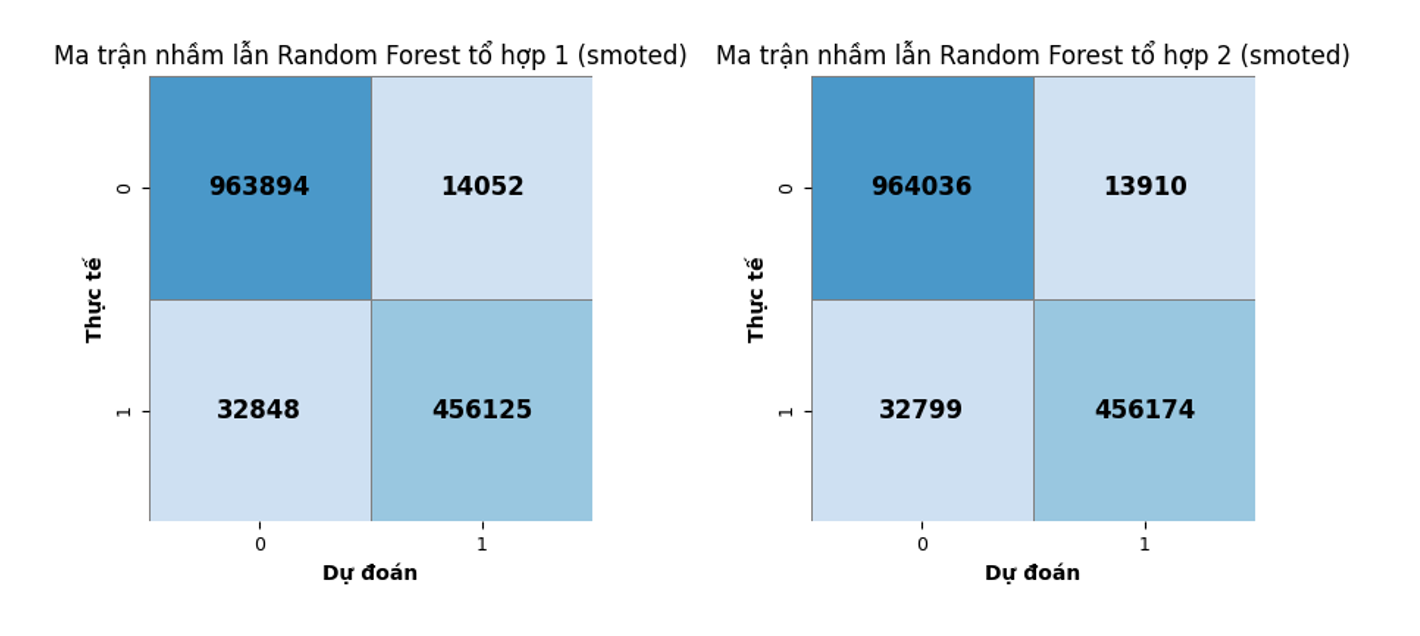 Ma trận nhầm lẫn Random Forest tổ hợp 1 (smoted)
0
963894
14052
Thực tế
1
32848
456125
0
1
Dự đoán
Ma trận nhầm lẫn Random Forest tổ hợp 2 (smoted)
0
964036
13910
Thực tế
1
32799
456174
0
1
Dự đoán